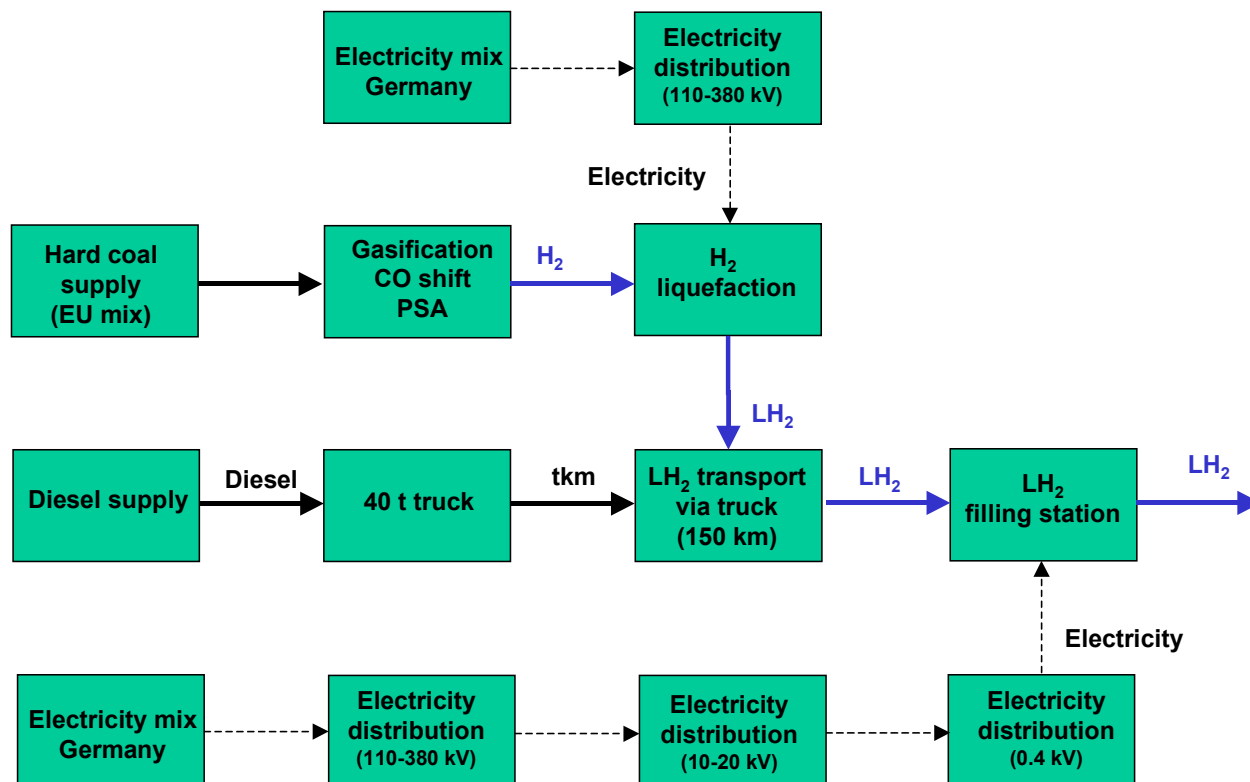 Electricity mix
Germany
Electricity
distribution
(110-380 kV)
Electricity
Hard coal
supply
(EU mix)
Gasification
CO shift
PSA
H₂
H₂
liquefaction
LH₂
Diesel supply
Diesel
40 t truck
tkm
LH₂ transport
via truck
(150 km)
LH₂
LH₂
filling station
LH₂
Electricity
Electricity mix
Germany
Electricity
distribution
(110-380 kV)
Electricity
distribution
(10-20 kV)
Electricity
distribution
(0.4 kV)